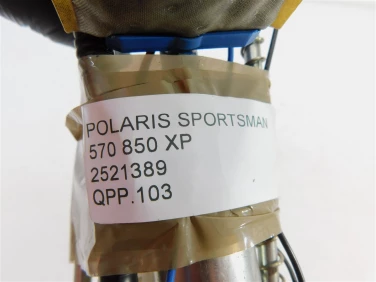 POLARIS SPORTSMAN
570 850 XP
2521389
QPP.103